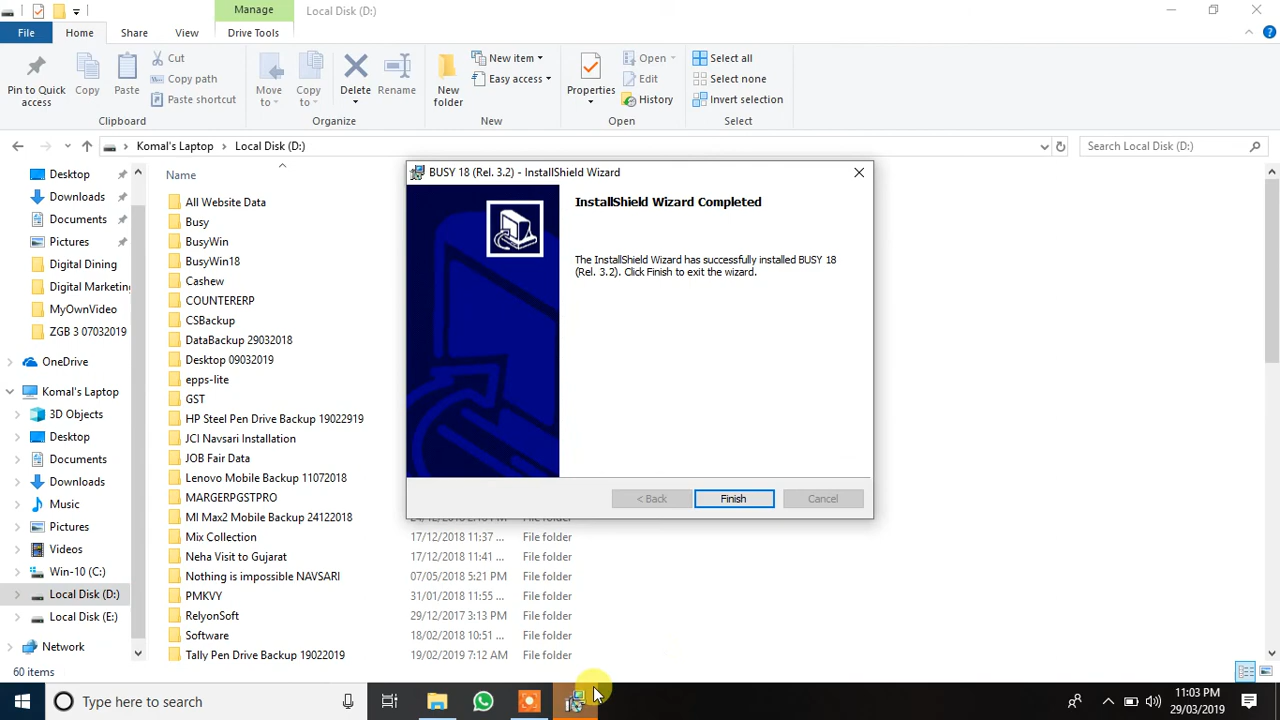 Manage
Local Disk (D:)
File
Home
Share
View
Drive Tools
Pin to Quick access
Copy
Paste
Cut
Copy path
Paste shortcut
Clipboard
Move to
Copy to
Delete
Rename
Organize
New folder
New item
Easy access
New
Properties
Open
Edit
History
Open
Select all
Select none
Invert selection
Select
Komal's Laptop
Local Disk (D:)
Search Local Disk (D:)
Desktop
Downloads
Documents
Pictures
Digital Dining
Digital Marketing
MyOwnVideo
ZGB 3 07032019
OneDrive
Komal's Laptop
3D Objects
Desktop
Documents
Downloads
Music
Pictures
Videos
Win-10 (C:)
Local Disk (D:)
Local Disk (E:)
Network
Name
All Website Data
Busy
BusyWin
BusyWin18
Cashew
COUNTERERP
CSBackup
DataBackup 29032018
Desktop 09032019
epps-lite
GST
HP Steel Pen Drive Backup 19022919
JCI Navsari Installation
JOB Fair Data
Lenovo Mobile Backup 11072018
MARGERPGSTPRO
MI Max2 Mobile Backup 24122018
Mix Collection 17/12/2018 11:37 ... File folder
Neha Visit to Gujarat 17/12/2018 11:41 ... File folder
Nothing is impossible NAVSARI 07/05/2018 5:21 PM File folder
PMKVY 31/01/2018 11:55 ... File folder
RelyonSoft 29/12/2017 3:13 PM File folder
Software 18/02/2018 10:51 ... File folder
Tally Pen Drive Backup 19022019 19/02/2019 7:12 AM File folder
BUSY 18 (Rel. 3.2) - InstallShield Wizard
InstallShield Wizard Completed
The InstallShield Wizard has successfully installed BUSY 18
(Rel. 3.2). Click Finish to exit the wizard.
< Back
Finish
Cancel
60 items
Type here to search
11:03 PM
29/03/2019